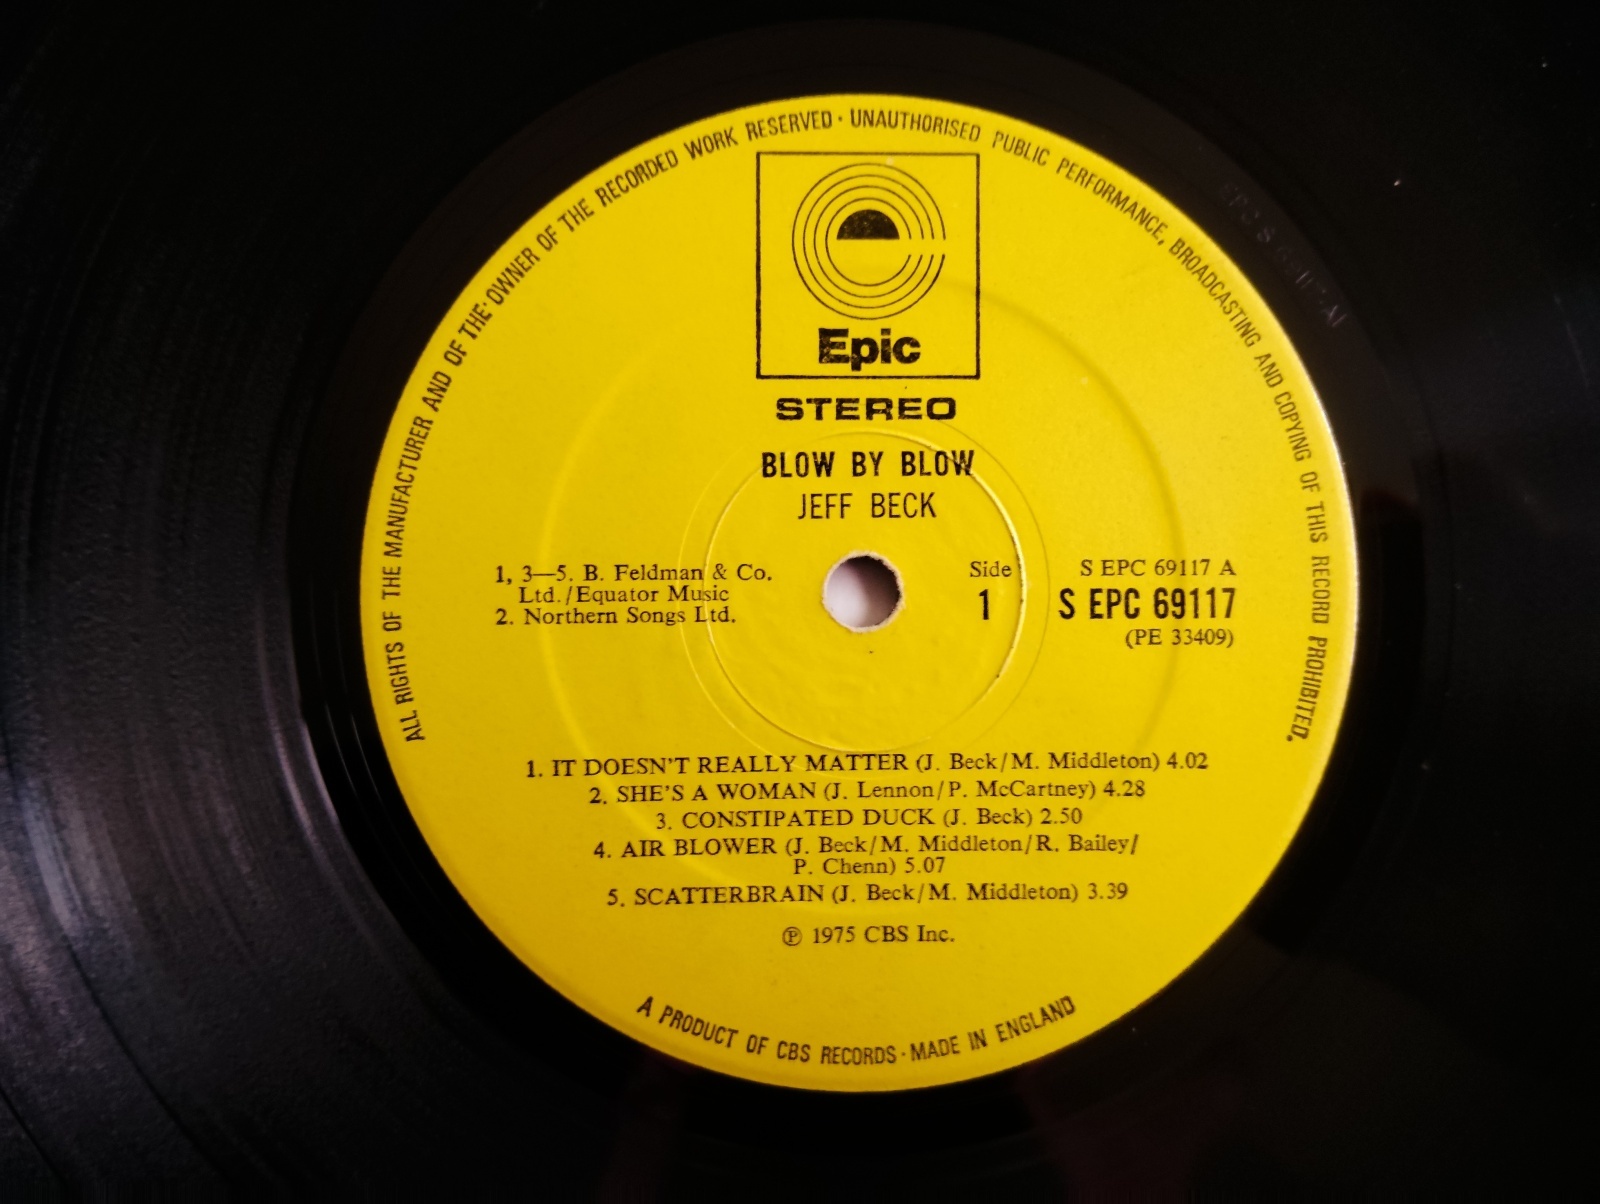 ALL RIGHTS OF THE MANUFACTURER AND OF THE OWNER OF THE RECORDED WORK RESERVED · UNAUTHORISED PUBLIC PERFORMANCE, BROADCASTING AND COPYING OF THIS RECORD PROHIBITED.
Epic
STEREO
BLOW BY BLOW
JEFF BECK
1, 3—5. B. Feldman & Co.
Ltd./Equator Music
2. Northern Songs Ltd.
Side
1
S EPC 69117 A
S EPC 69117
(PE 33409)
1. IT DOESN'T REALLY MATTER (J. Beck/M. Middleton) 4.02
2. SHE'S A WOMAN (J. Lennon/P. McCartney) 4.28
3. CONSTIPATED DUCK (J. Beck) 2.50
4. AIR BLOWER (J. Beck/M. Middleton/R. Bailey/
P. Chenn) 5.07
5. SCATTERBRAIN (J. Beck/M. Middleton) 3.39
℗ 1975 CBS Inc.
A PRODUCT OF CBS RECORDS · MADE IN ENGLAND